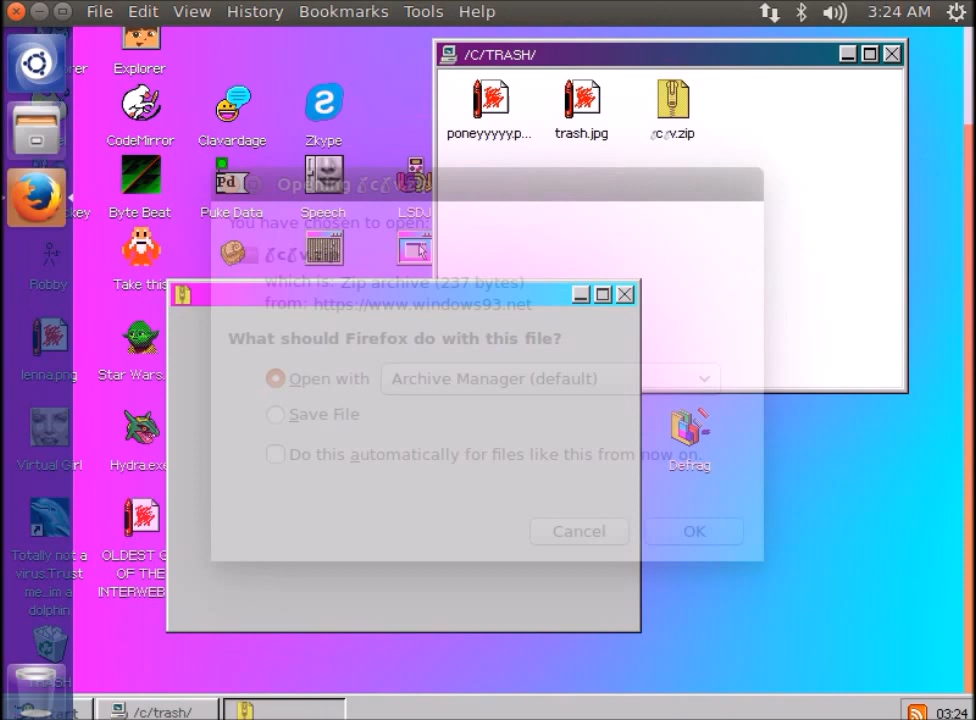 File Edit View History Bookmarks Tools Help
3:24 AM
/C/TRASH/
Explorer
poneyyyyy.p... trash.jpg
CodeMirror Clavardage Zkype
Byte Beat Puke Data Speech LSDJ
Opening
You have chosen to open:
which is: Zip archive (237 bytes)
from: https://www.windows93.net
What should Firefox do with this file?
Open with Archive Manager (default)
Save File
Do this automatically for files like this from now on.
Cancel OK
Robby Take this
lenna.png Star Wars.
Virtual Girl Hydra.exe
Defrag
Totally not a
virus.Trust
me..im a
dolphin
OLDEST G
OF THE
INTERWEB
TRASH
/c/trash/
03:24